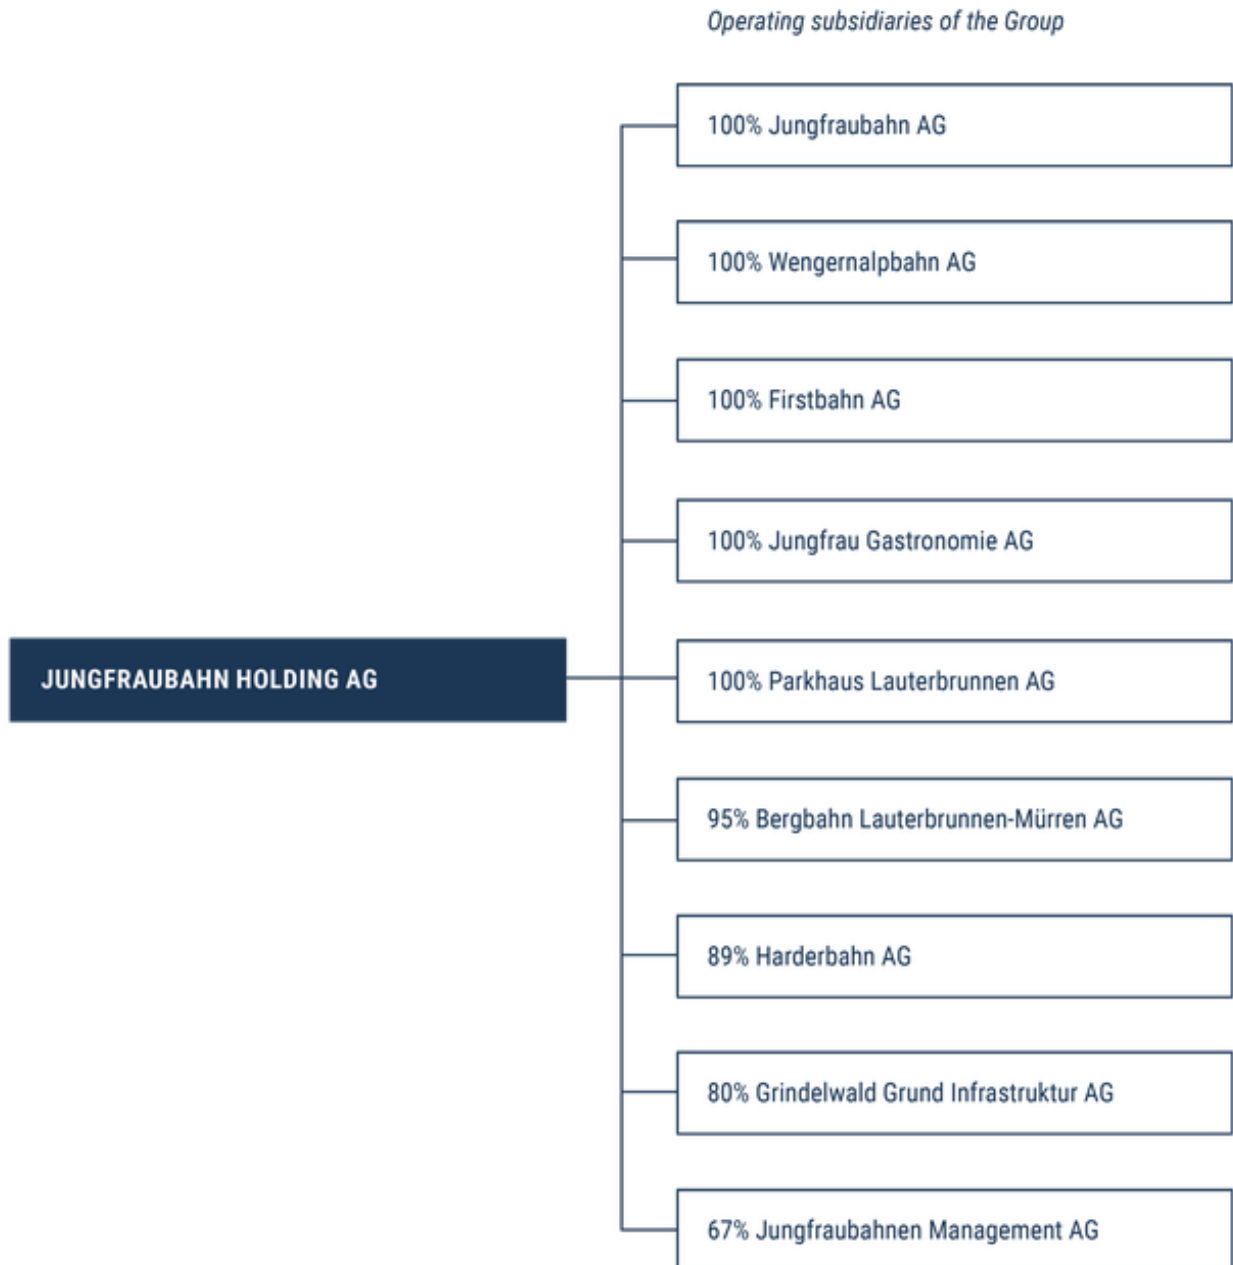 Operating subsidiaries of the Group
100% Jungfraubahn AG
100% Wengernalpbahn AG
100% Firstbahn AG
100% Jungfrau Gastronomie AG
JUNGFRAUBAHN HOLDING AG
100% Parkhaus Lauterbrunnen AG
95% Bergbahn Lauterbrunnen-Mürren AG
89% Harderbahn AG
80% Grindelwald Grund Infrastruktur AG
67% Jungfraubahnen Management AG